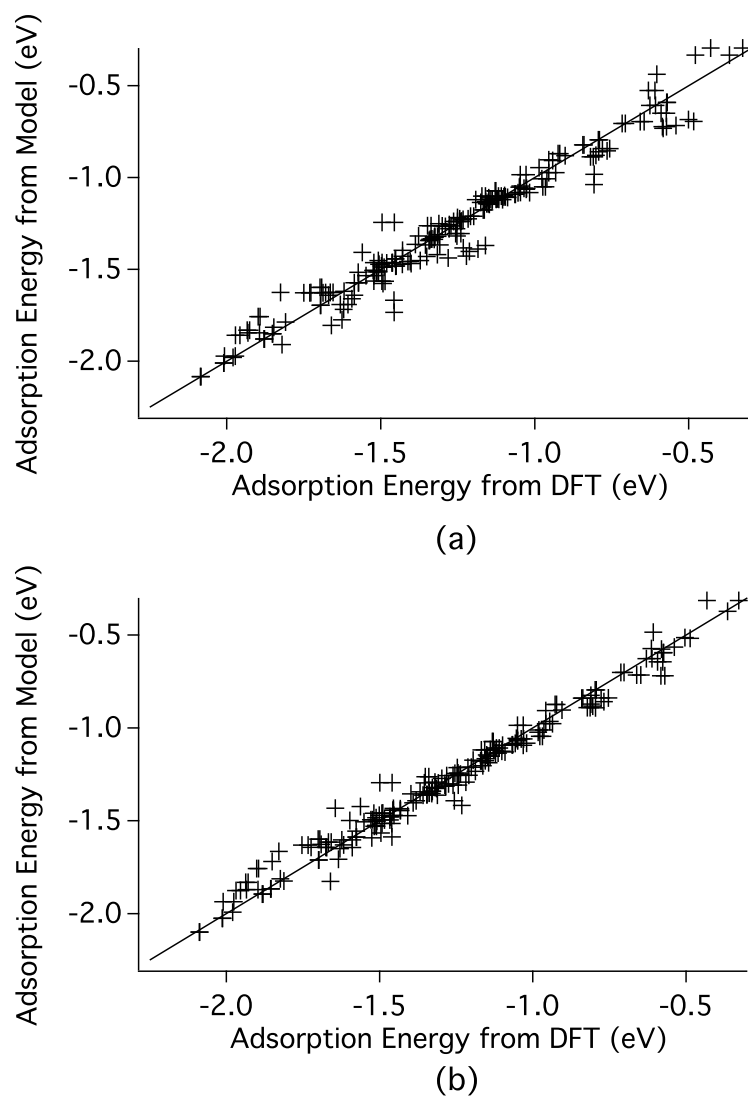 Adsorption Energy from Model (eV)
-0.5
-1.0
-1.5
-2.0
-2.0 -1.5 -1.0 -0.5
Adsorption Energy from DFT (eV)
(a)
Adsorption Energy from Model (eV)
-0.5
-1.0
-1.5
-2.0
-2.0 -1.5 -1.0 -0.5
Adsorption Energy from DFT (eV)
(b)